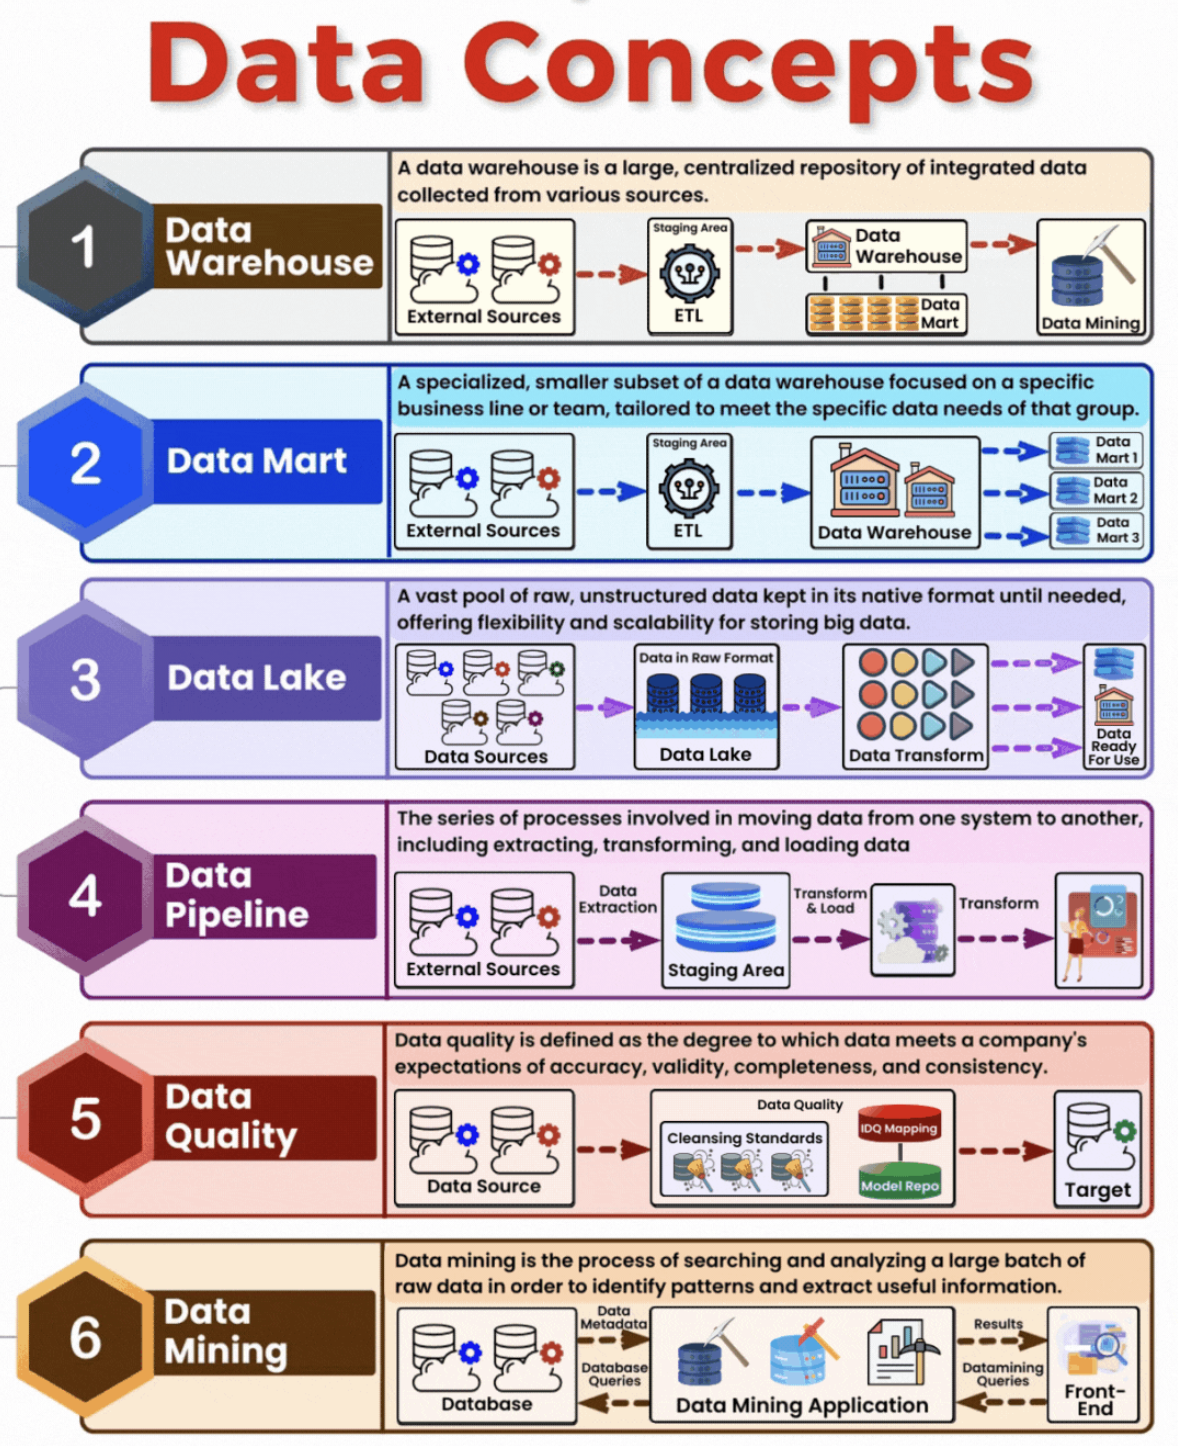 Data Concepts
1
Data
Warehouse
A data warehouse is a large, centralized repository of integrated data
collected from various sources.
External Sources
Staging Area
ETL
Data
Warehouse
Data
Mart
Data Mining
2
Data Mart
A specialized, smaller subset of a data warehouse focused on a specific
business line or team, tailored to meet the specific data needs of that group.
External Sources
Staging Area
ETL
Data Warehouse
Data
Mart 1
Data
Mart 2
Data
Mart 3
3
Data Lake
A vast pool of raw, unstructured data kept in its native format until needed,
offering flexibility and scalability for storing big data.
Data Sources
Data in Raw Format
Data Lake
Data Transform
Data
Ready
For Use
4
Data
Pipeline
The series of processes involved in moving data from one system to another,
including extracting, transforming, and loading data
External Sources
Data
Extraction
Staging Area
Transform
& Load
Transform
5
Data
Quality
Data quality is defined as the degree to which data meets a company's
expectations of accuracy, validity, completeness, and consistency.
Data Source
Data Quality
Cleansing Standards
IDQ Mapping
Model Repo
Target
6
Data
Mining
Data mining is the process of searching and analyzing a large batch of
raw data in order to identify patterns and extract useful information.
Database
Data
Metadata
Database
Queries
Data Mining Application
Results
Datamining
Queries
Front-
End